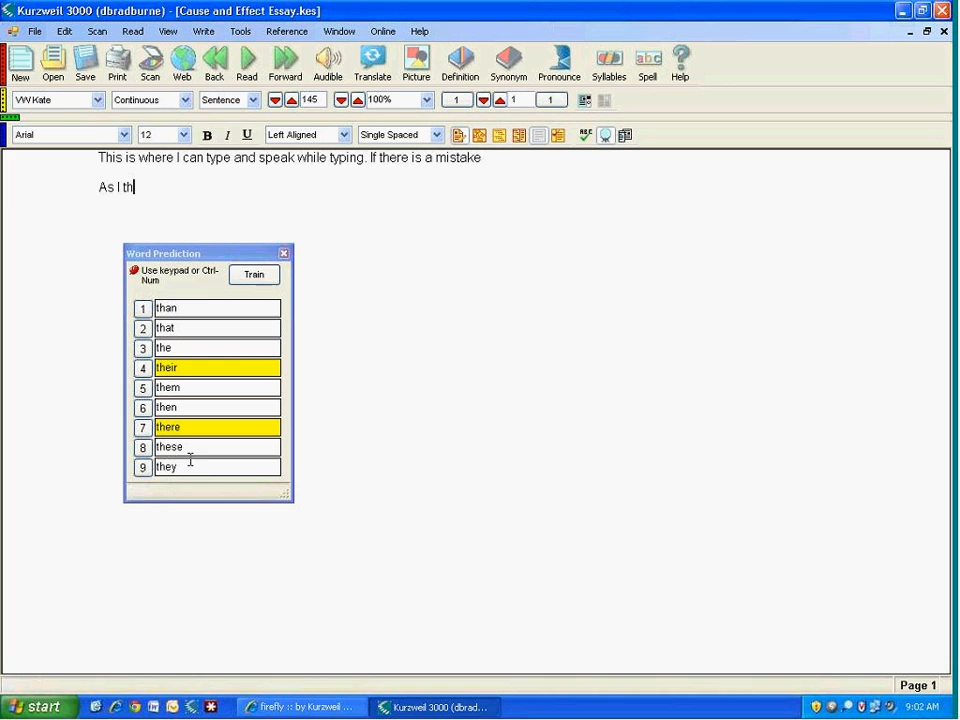 Kurzweil 3000 (dbradburne) - [Cause and Effect Essay.kes]
File Edit Scan Read View Write Tools Reference Window Online Help
New Open Save Print Scan Web Back Read Forward Audible Translate Picture Definition Synonym Pronounce Syllables Spell Help
VW Kate Continuous Sentence 145 100% 1 1 1
Arial 12 B I U Left Aligned Single Spaced ABC
This is where I can type and speak while typing. If there is a mistake
As I th
Word Prediction
Use keypad or Ctrl-
Num
Train
1 than
2 that
3 the
4 their
5 them
6 then
7 there
8 these
9 they
Page 1
start firefly :: by Kurzweil ... Kurzweil 3000 (dbrad... 9:02 AM